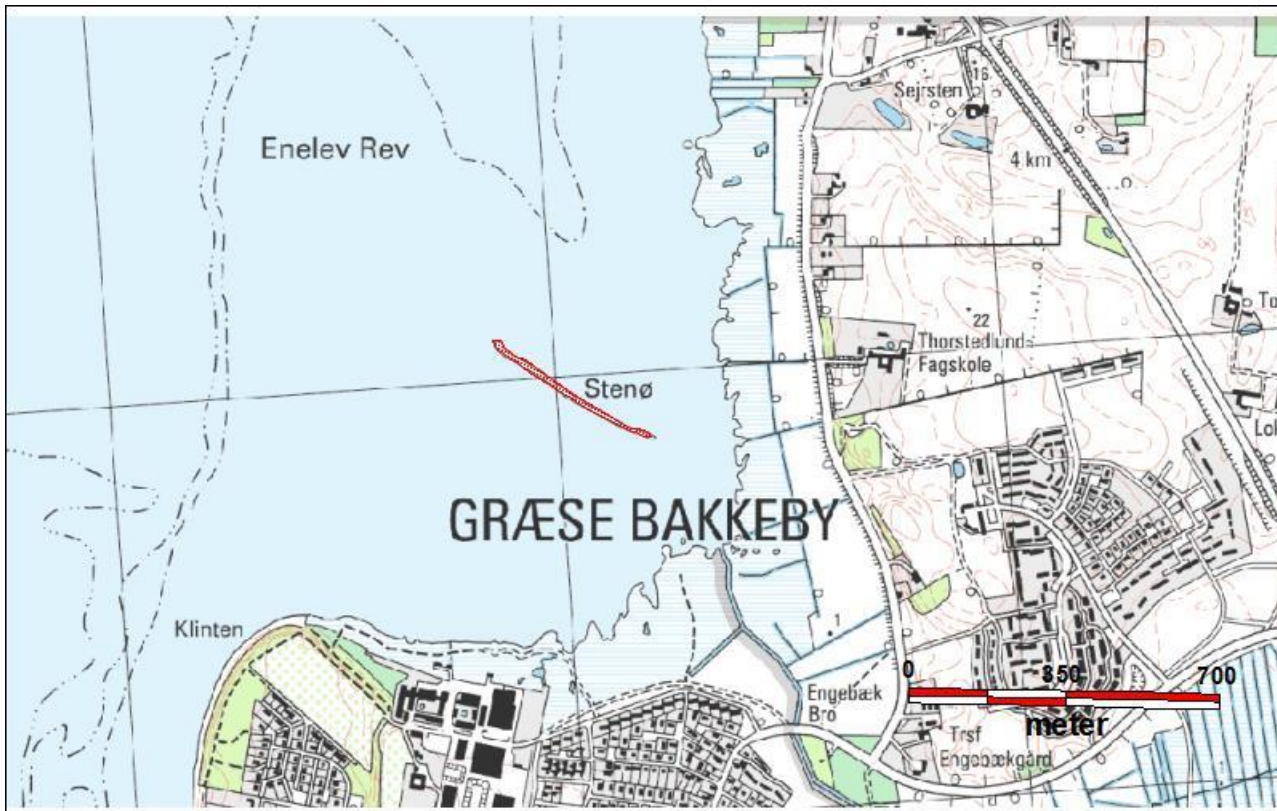 Enelev Rev
Sejrsten
16
4 km
22
Thorstedlund-
Fagskole
Stenø
GRÆSE BAKKEBY
Klinten
1
0
350
700
meter
Engebæk
Bro
Trsf
Engebækgård